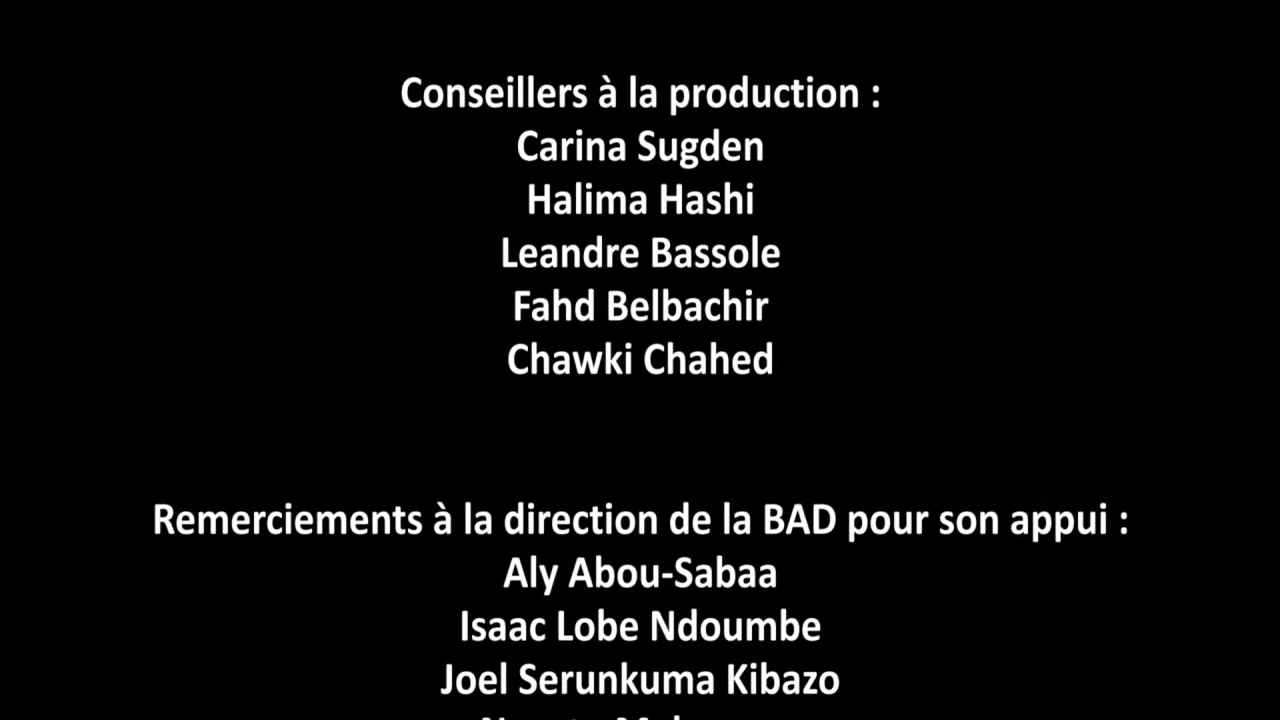 Conseillers à la production :
Carina Sugden
Halima Hashi
Leandre Bassole
Fahd Belbachir
Chawki Chahed
Remerciements à la direction de la BAD pour son appui :
Aly Abou-Sabaa
Isaac Lobe Ndoumbe
Joel Serunkuma Kibazo